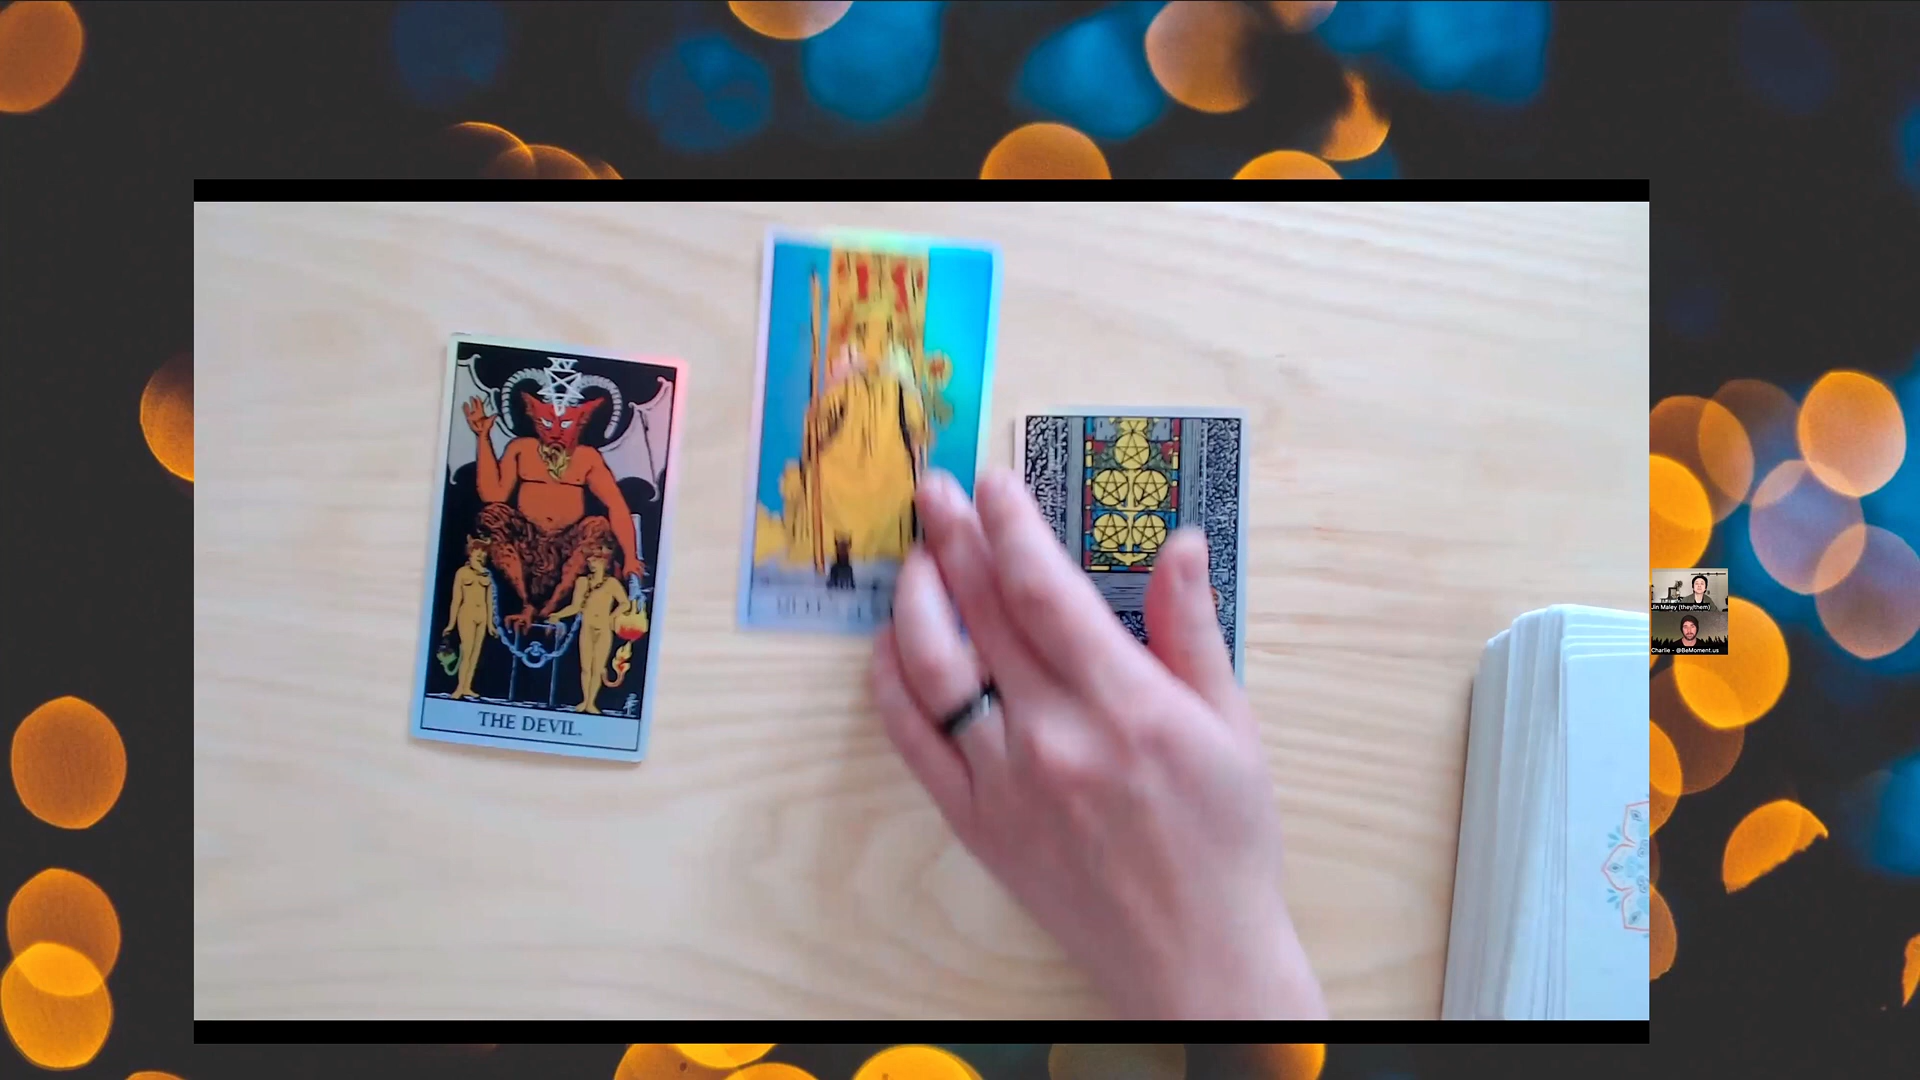 XV
THE DEVIL.
Jin Maley (they/them)
Charlie - @BeMoment.us